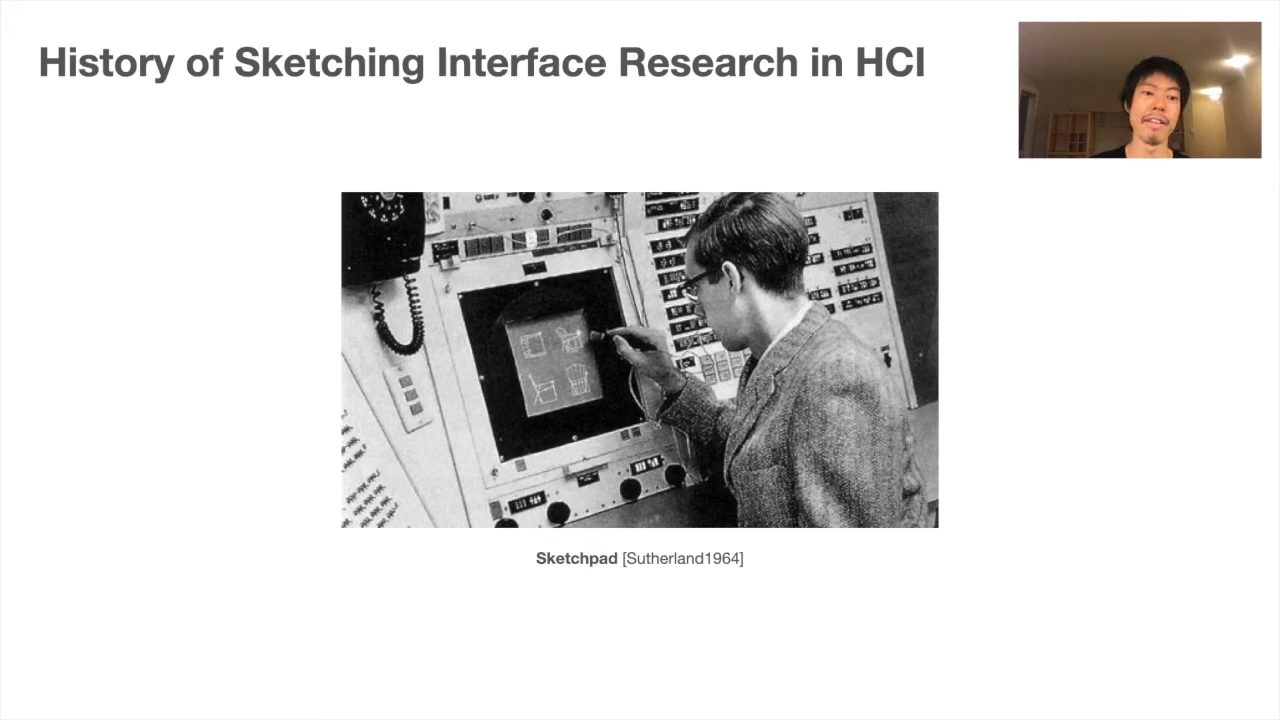 History of Sketching Interface Research in HCI
Sketchpad [Sutherland1964]